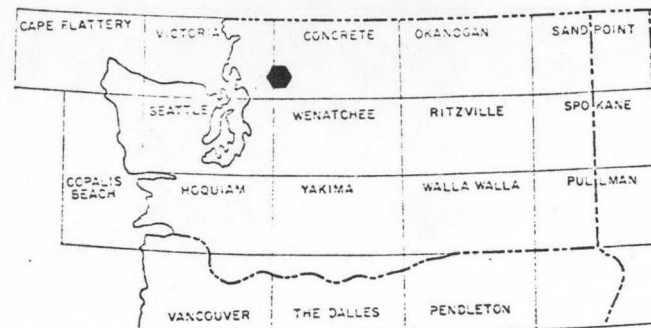 CAPE FLATTERY
VICTORIA
CONCRETE
OKANOGAN
SAND POINT
SEATTLE
WENATCHEE
RITZVILLE
SPOKANE
COPALIS
BEACH
HOQUIAM
YAKIMA
WALLA WALLA
PULLMAN
VANCOUVER
THE DALLES
PENDLETON